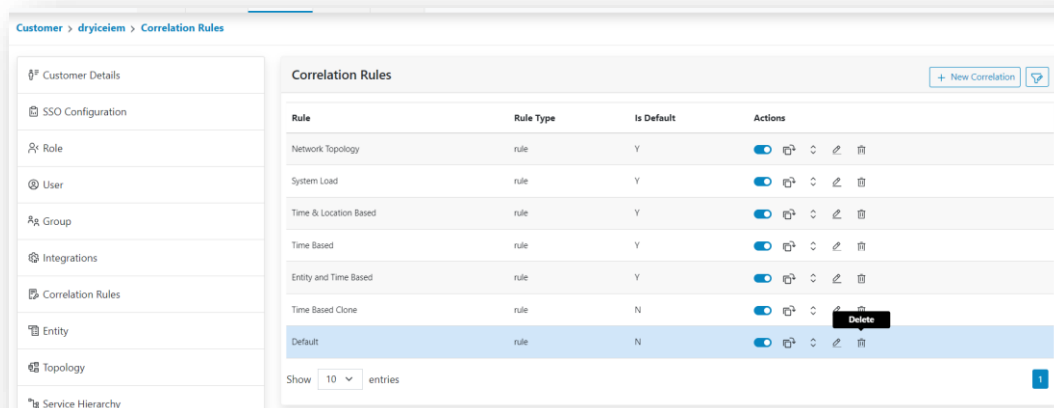 Customer > dryiceiem > Correlation Rules
Customer Details
SSO Configuration
Role
User
Group
Integrations
Correlation Rules
Entity
Topology
Service Hierarchy
Correlation Rules
+ New Correlation
Rule Rule Type Is Default Actions
Network Topology rule Y
System Load rule Y
Time & Location Based rule Y
Time Based rule Y
Entity and Time Based rule Y
Time Based Clone rule N
Delete
Default rule N
Show 10 entries
1